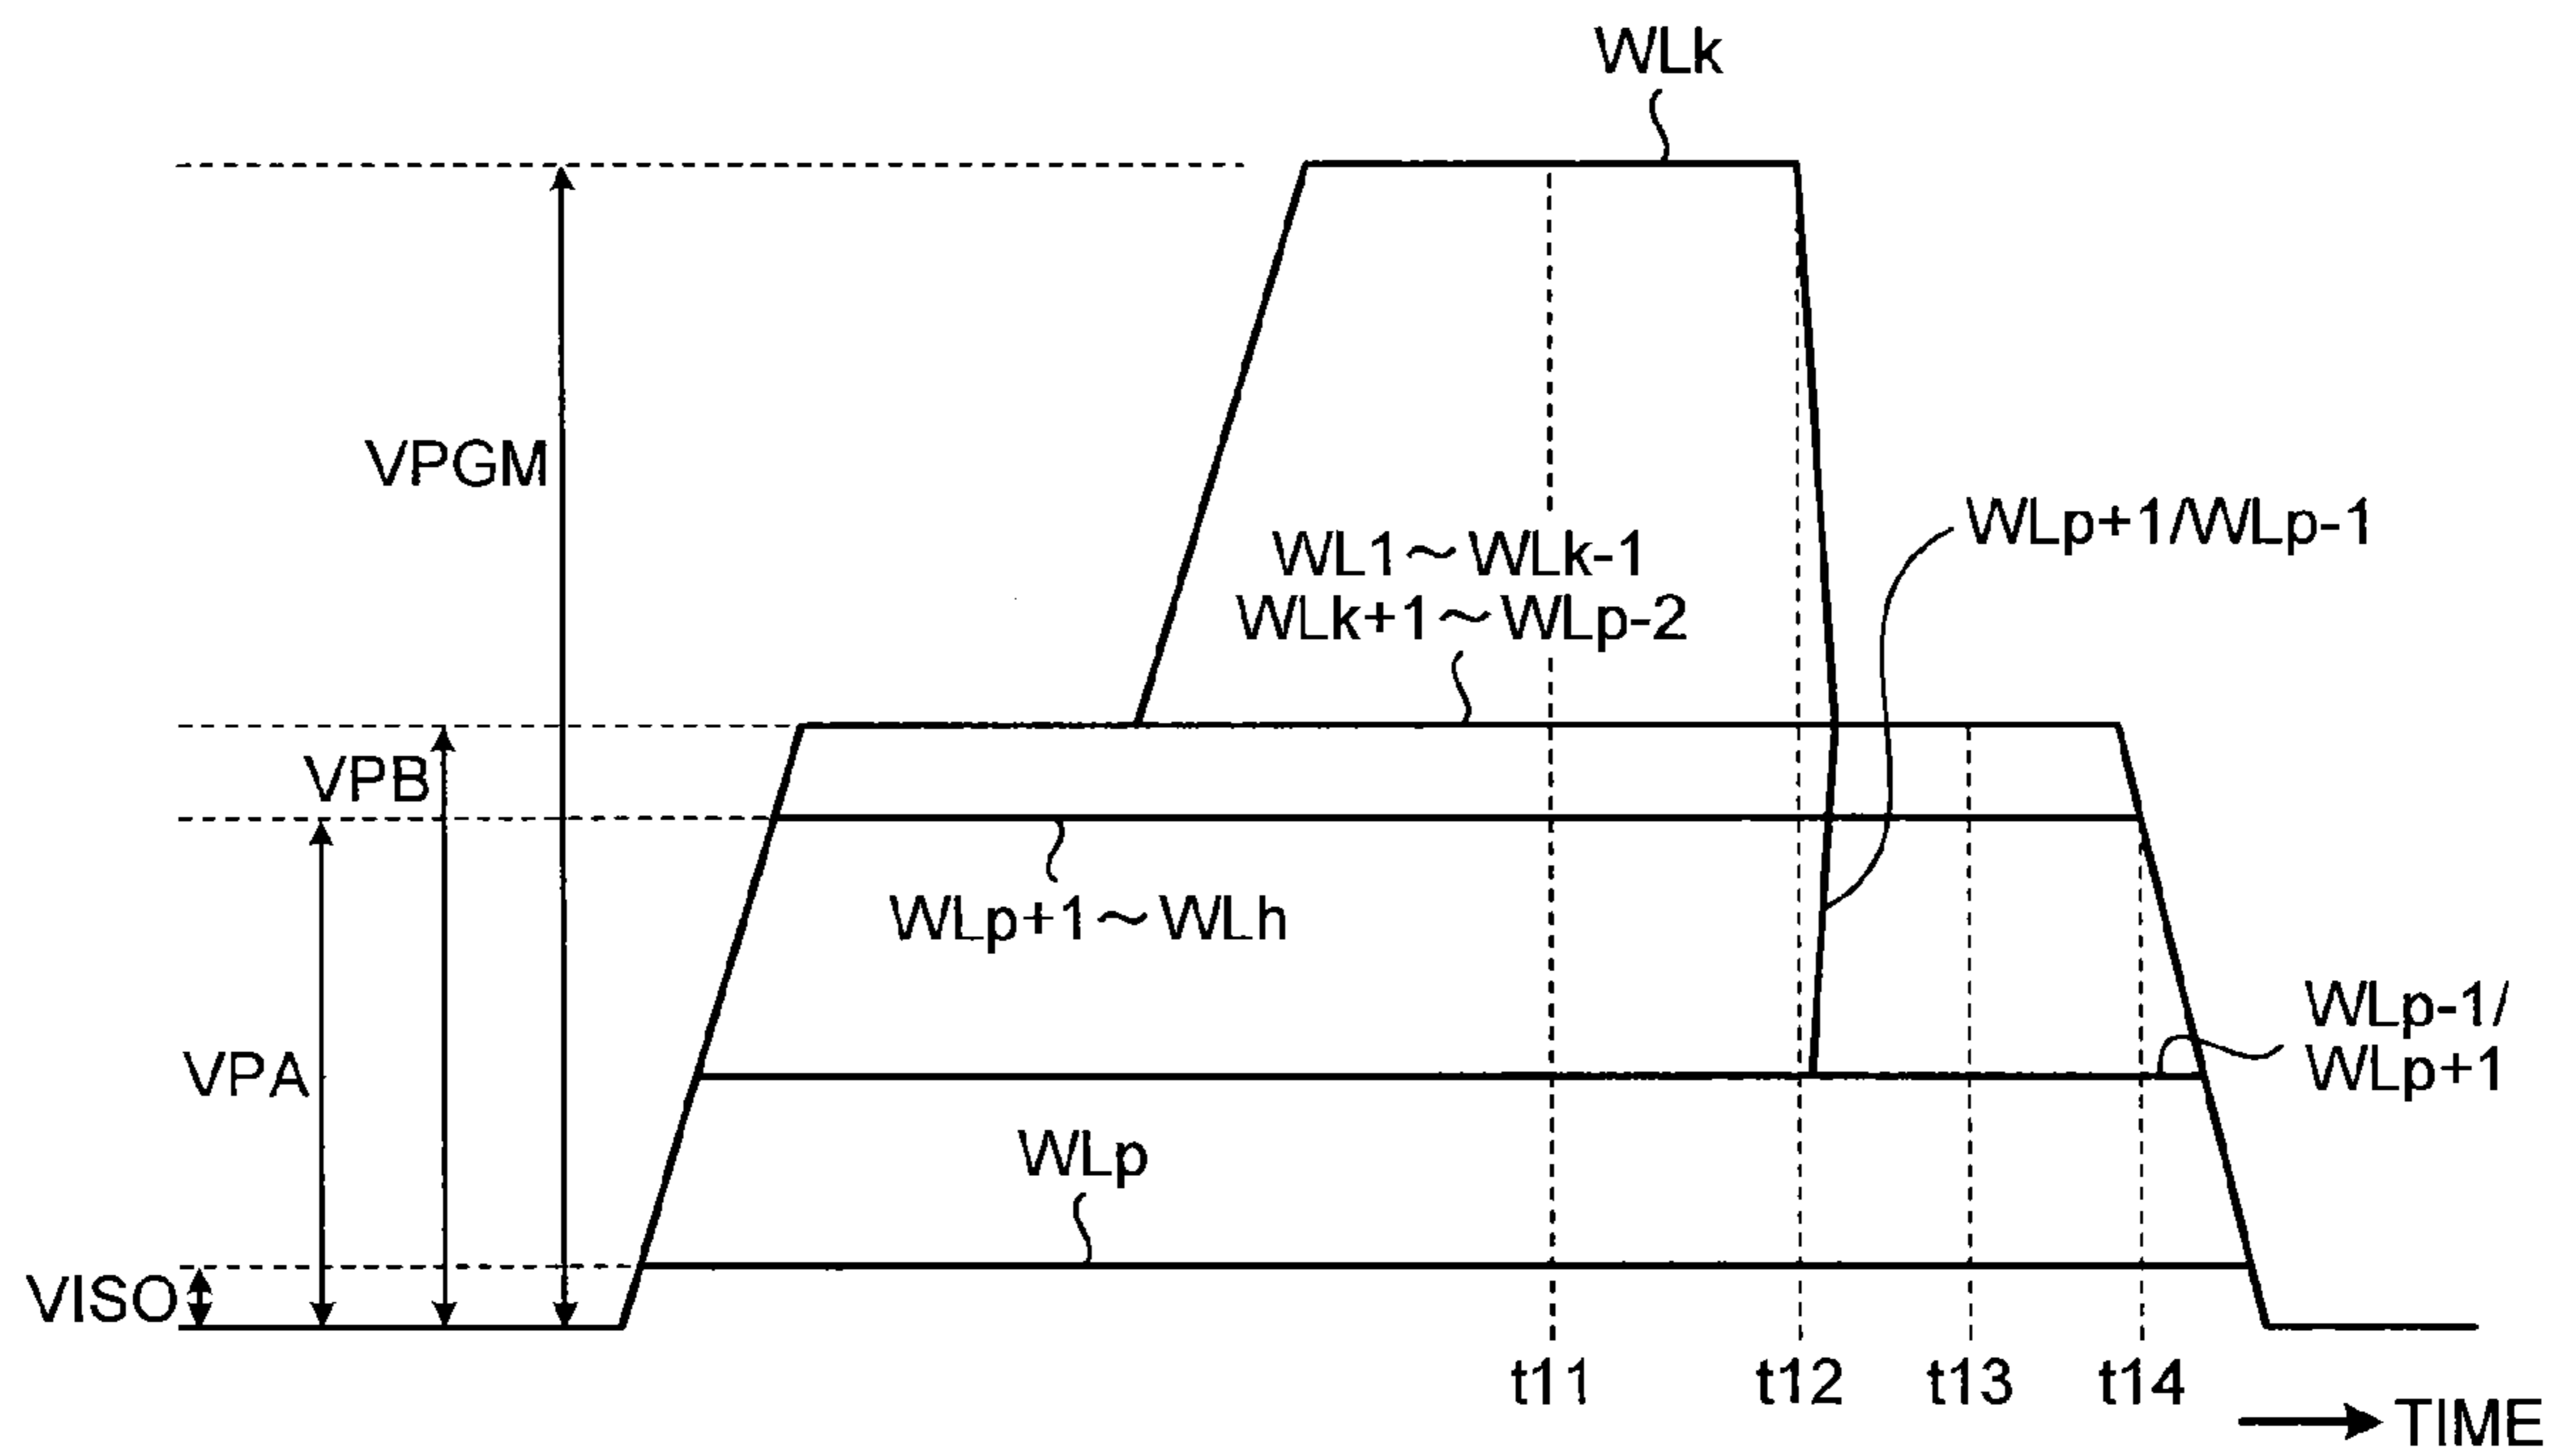 WLk
VPGM
WLp+1/WLp-1
WL1～WLk-1
WLk+1～WLp-2
VPB
WLp+1～WLh
WLp-1/
WLp+1
VPA
WLp
VISO
t11
t12
t13
t14
TIME